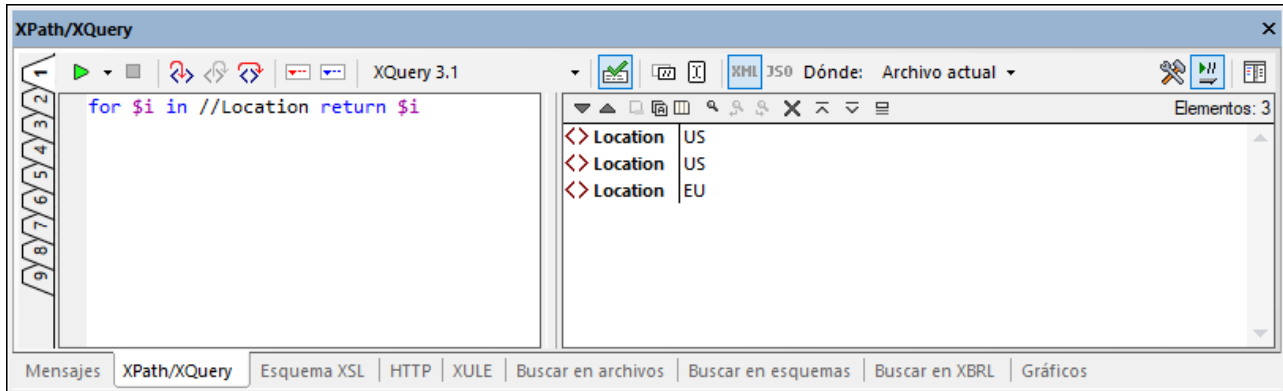 XPath/XQuery
XQuery 3.1
XML JSO Dónde: Archivo actual
1
2
3
4
5
6
7
8
9
for $i in //Location return $i
Elementos: 3
<> Location US
<> Location US
<> Location EU
Mensajes XPath/XQuery Esquema XSL HTTP XULE Buscar en archivos Buscar en esquemas Buscar en XBRL Gráficos